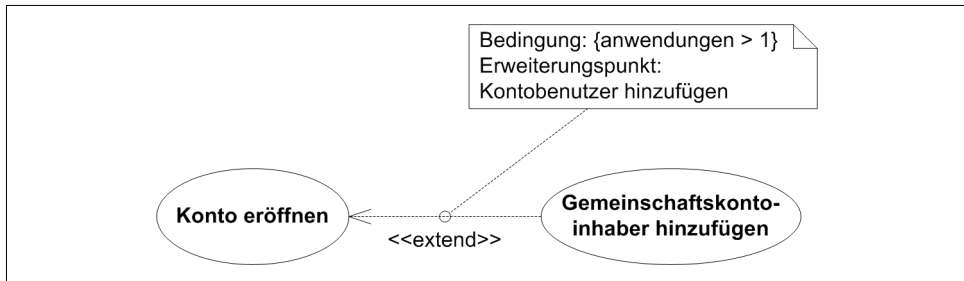 Bedingung: {anwendungen > 1}
Erweiterungspunkt:
Kontobenutzer hinzufügen
Konto eröffnen
<<extend>>
Gemeinschaftskonto-
inhaber hinzufügen